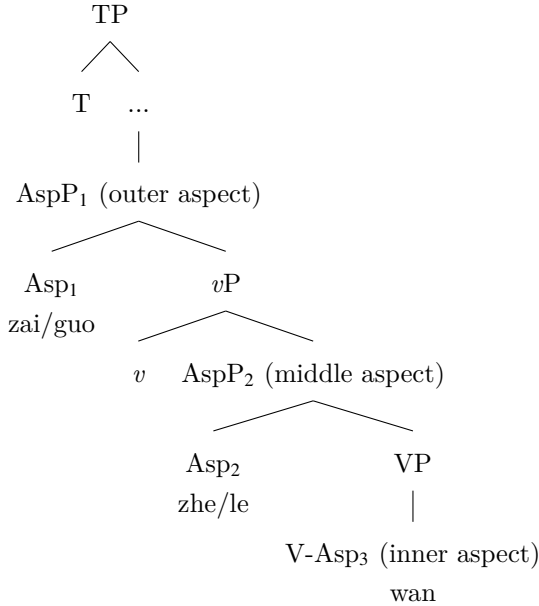 TP
T ...
AspP₁ (outer aspect)
Asp₁ vP
zai/guo
v AspP₂ (middle aspect)
Asp₂ VP
zhe/le
V-Asp₃ (inner aspect)
wan